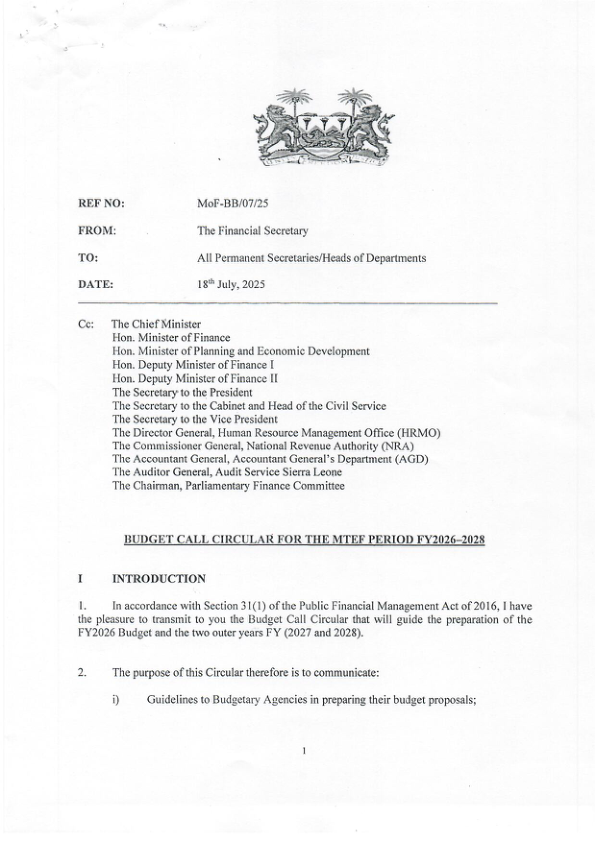 REF NO: MoF-BB/07/25
FROM: The Financial Secretary
TO: All Permanent Secretaries/Heads of Departments
DATE: 18th July, 2025
Cc: The Chief Minister
Hon. Minister of Finance
Hon. Minister of Planning and Economic Development
Hon. Deputy Minister of Finance I
Hon. Deputy Minister of Finance II
The Secretary to the President
The Secretary to the Cabinet and Head of the Civil Service
The Secretary to the Vice President
The Director General, Human Resource Management Office (HRMO)
The Commissioner General, National Revenue Authority (NRA)
The Accountant General, Accountant General's Department (AGD)
The Auditor General, Audit Service Sierra Leone
The Chairman, Parliamentary Finance Committee
BUDGET CALL CIRCULAR FOR THE MTEF PERIOD FY2026–2028
I INTRODUCTION
1. In accordance with Section 31(1) of the Public Financial Management Act of 2016, I have
the pleasure to transmit to you the Budget Call Circular that will guide the preparation of the
FY2026 Budget and the two outer years FY (2027 and 2028).
2. The purpose of this Circular therefore is to communicate:
i) Guidelines to Budgetary Agencies in preparing their budget proposals;
1